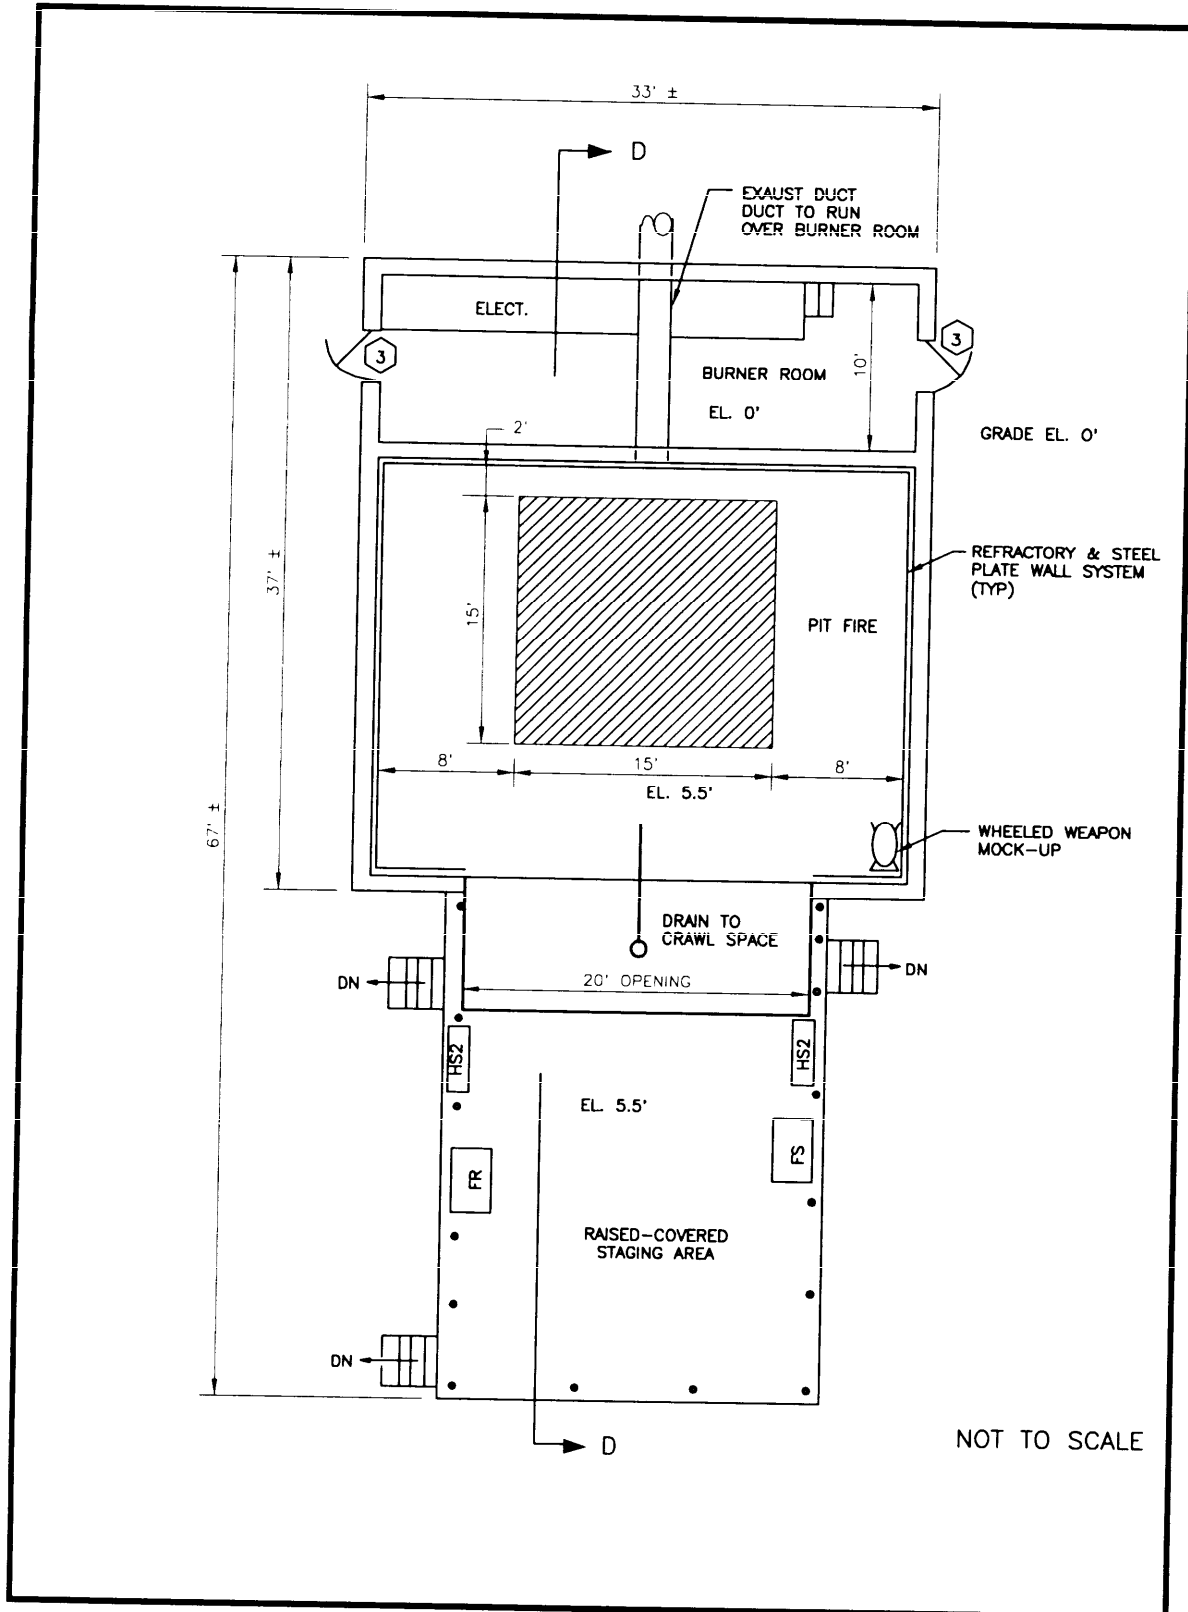 33' ±
D
EXAUST DUCT
DUCT TO RUN
OVER BURNER ROOM
ELECT.
3
3
BURNER ROOM
10'
EL. 0'
2'
GRADE EL. 0'
37' ±
REFRACTORY & STEEL
PLATE WALL SYSTEM
(TYP)
15'
PIT FIRE
8'
15'
8'
EL. 5.5'
67' ±
WHEELED WEAPON
MOCK-UP
DRAIN TO
CRAWL SPACE
DN
20' OPENING
DN
HS2
HS2
EL. 5.5'
FR
FS
RAISED-COVERED
STAGING AREA
DN
D
NOT TO SCALE